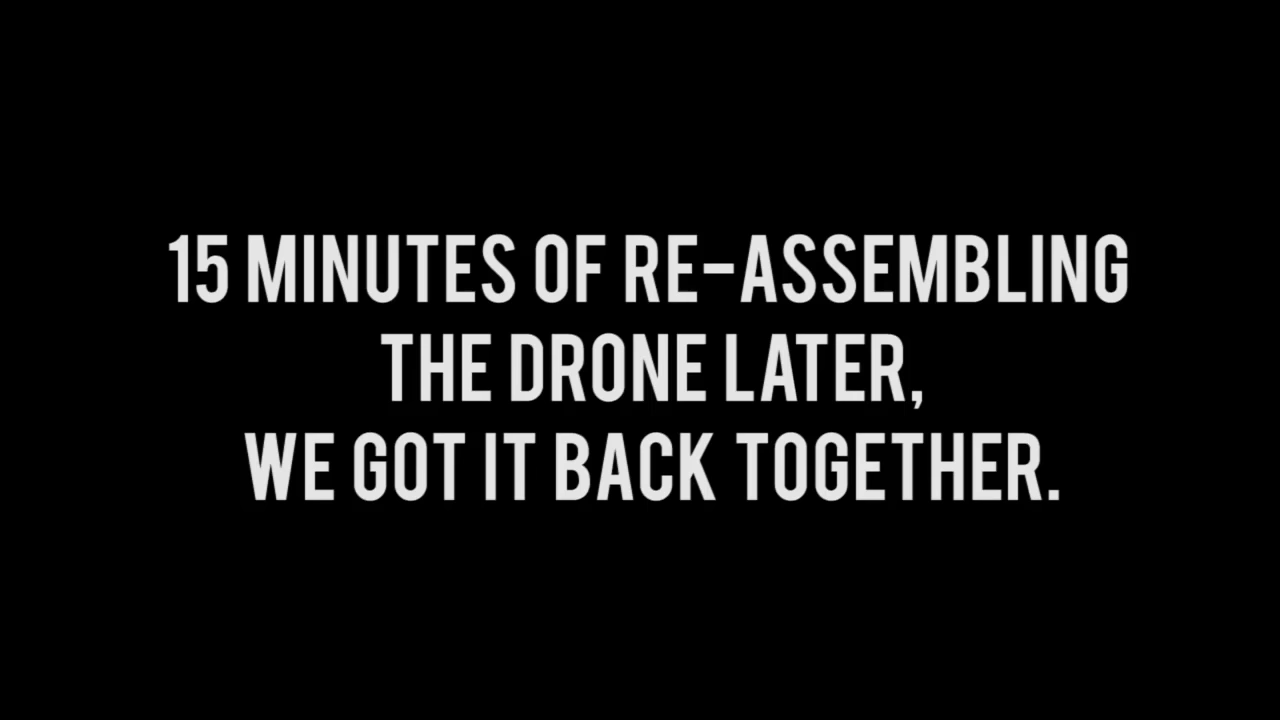 15 MINUTES OF RE-ASSEMBLING
THE DRONE LATER,
WE GOT IT BACK TOGETHER.